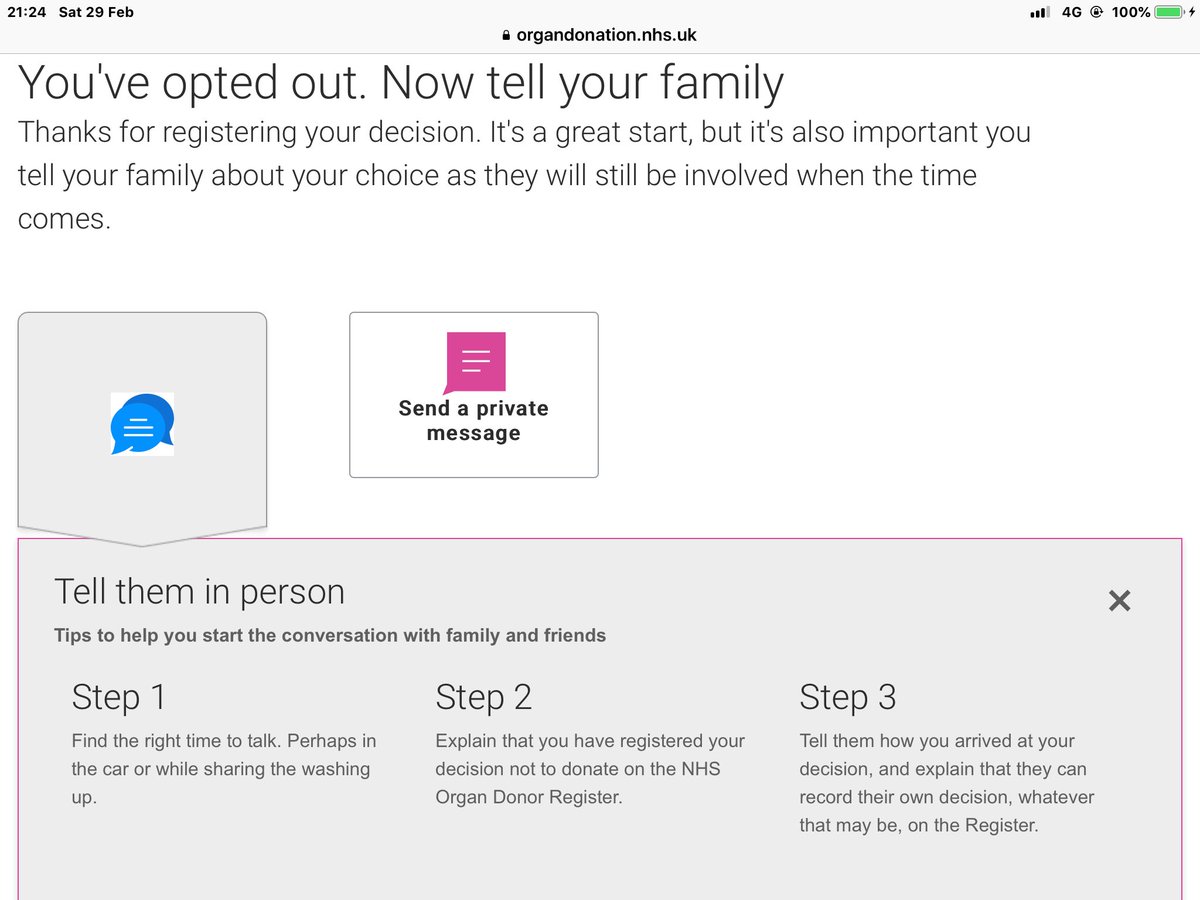 21:24 Sat 29 Feb
4G 100%
organdonation.nhs.uk
You've opted out. Now tell your family
Thanks for registering your decision. It's a great start, but it's also important you
tell your family about your choice as they will still be involved when the time
comes.
Send a private
message
Tell them in person
Tips to help you start the conversation with family and friends
Step 1
Find the right time to talk. Perhaps in
the car or while sharing the washing
up.
Step 2
Explain that you have registered your
decision not to donate on the NHS
Organ Donor Register.
Step 3
Tell them how you arrived at your
decision, and explain that they can
record their own decision, whatever
that may be, on the Register.